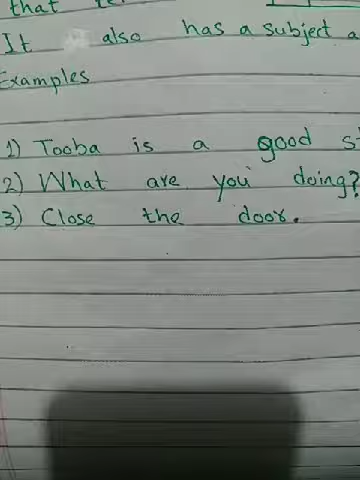 that
It also has a subject a
Examples
1) Tooba is a good
2) What are you doing?
3) Close the door.